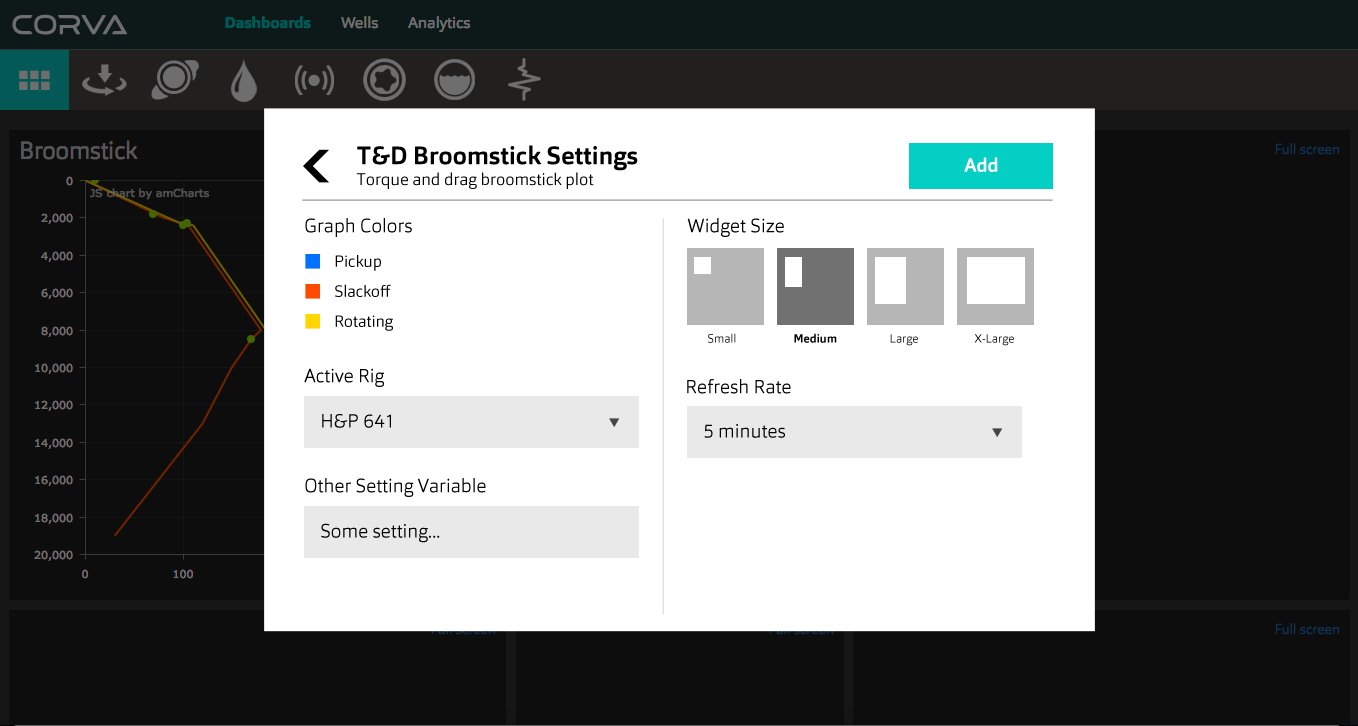 CORVA
Dashboards Wells Analytics
Broomstick
Full screen
JS chart by amCharts
0
2,000
4,000
6,000
8,000
10,000
12,000
14,000
16,000
18,000
20,000
0 100
T&D Broomstick Settings
Torque and drag broomstick plot
Add
Graph Colors
Pickup
Slackoff
Rotating
Active Rig
H&P 641
▼
Other Setting Variable
Some setting...
Widget Size
Small Medium Large X-Large
Refresh Rate
5 minutes
▼
Full screen Full screen Full screen